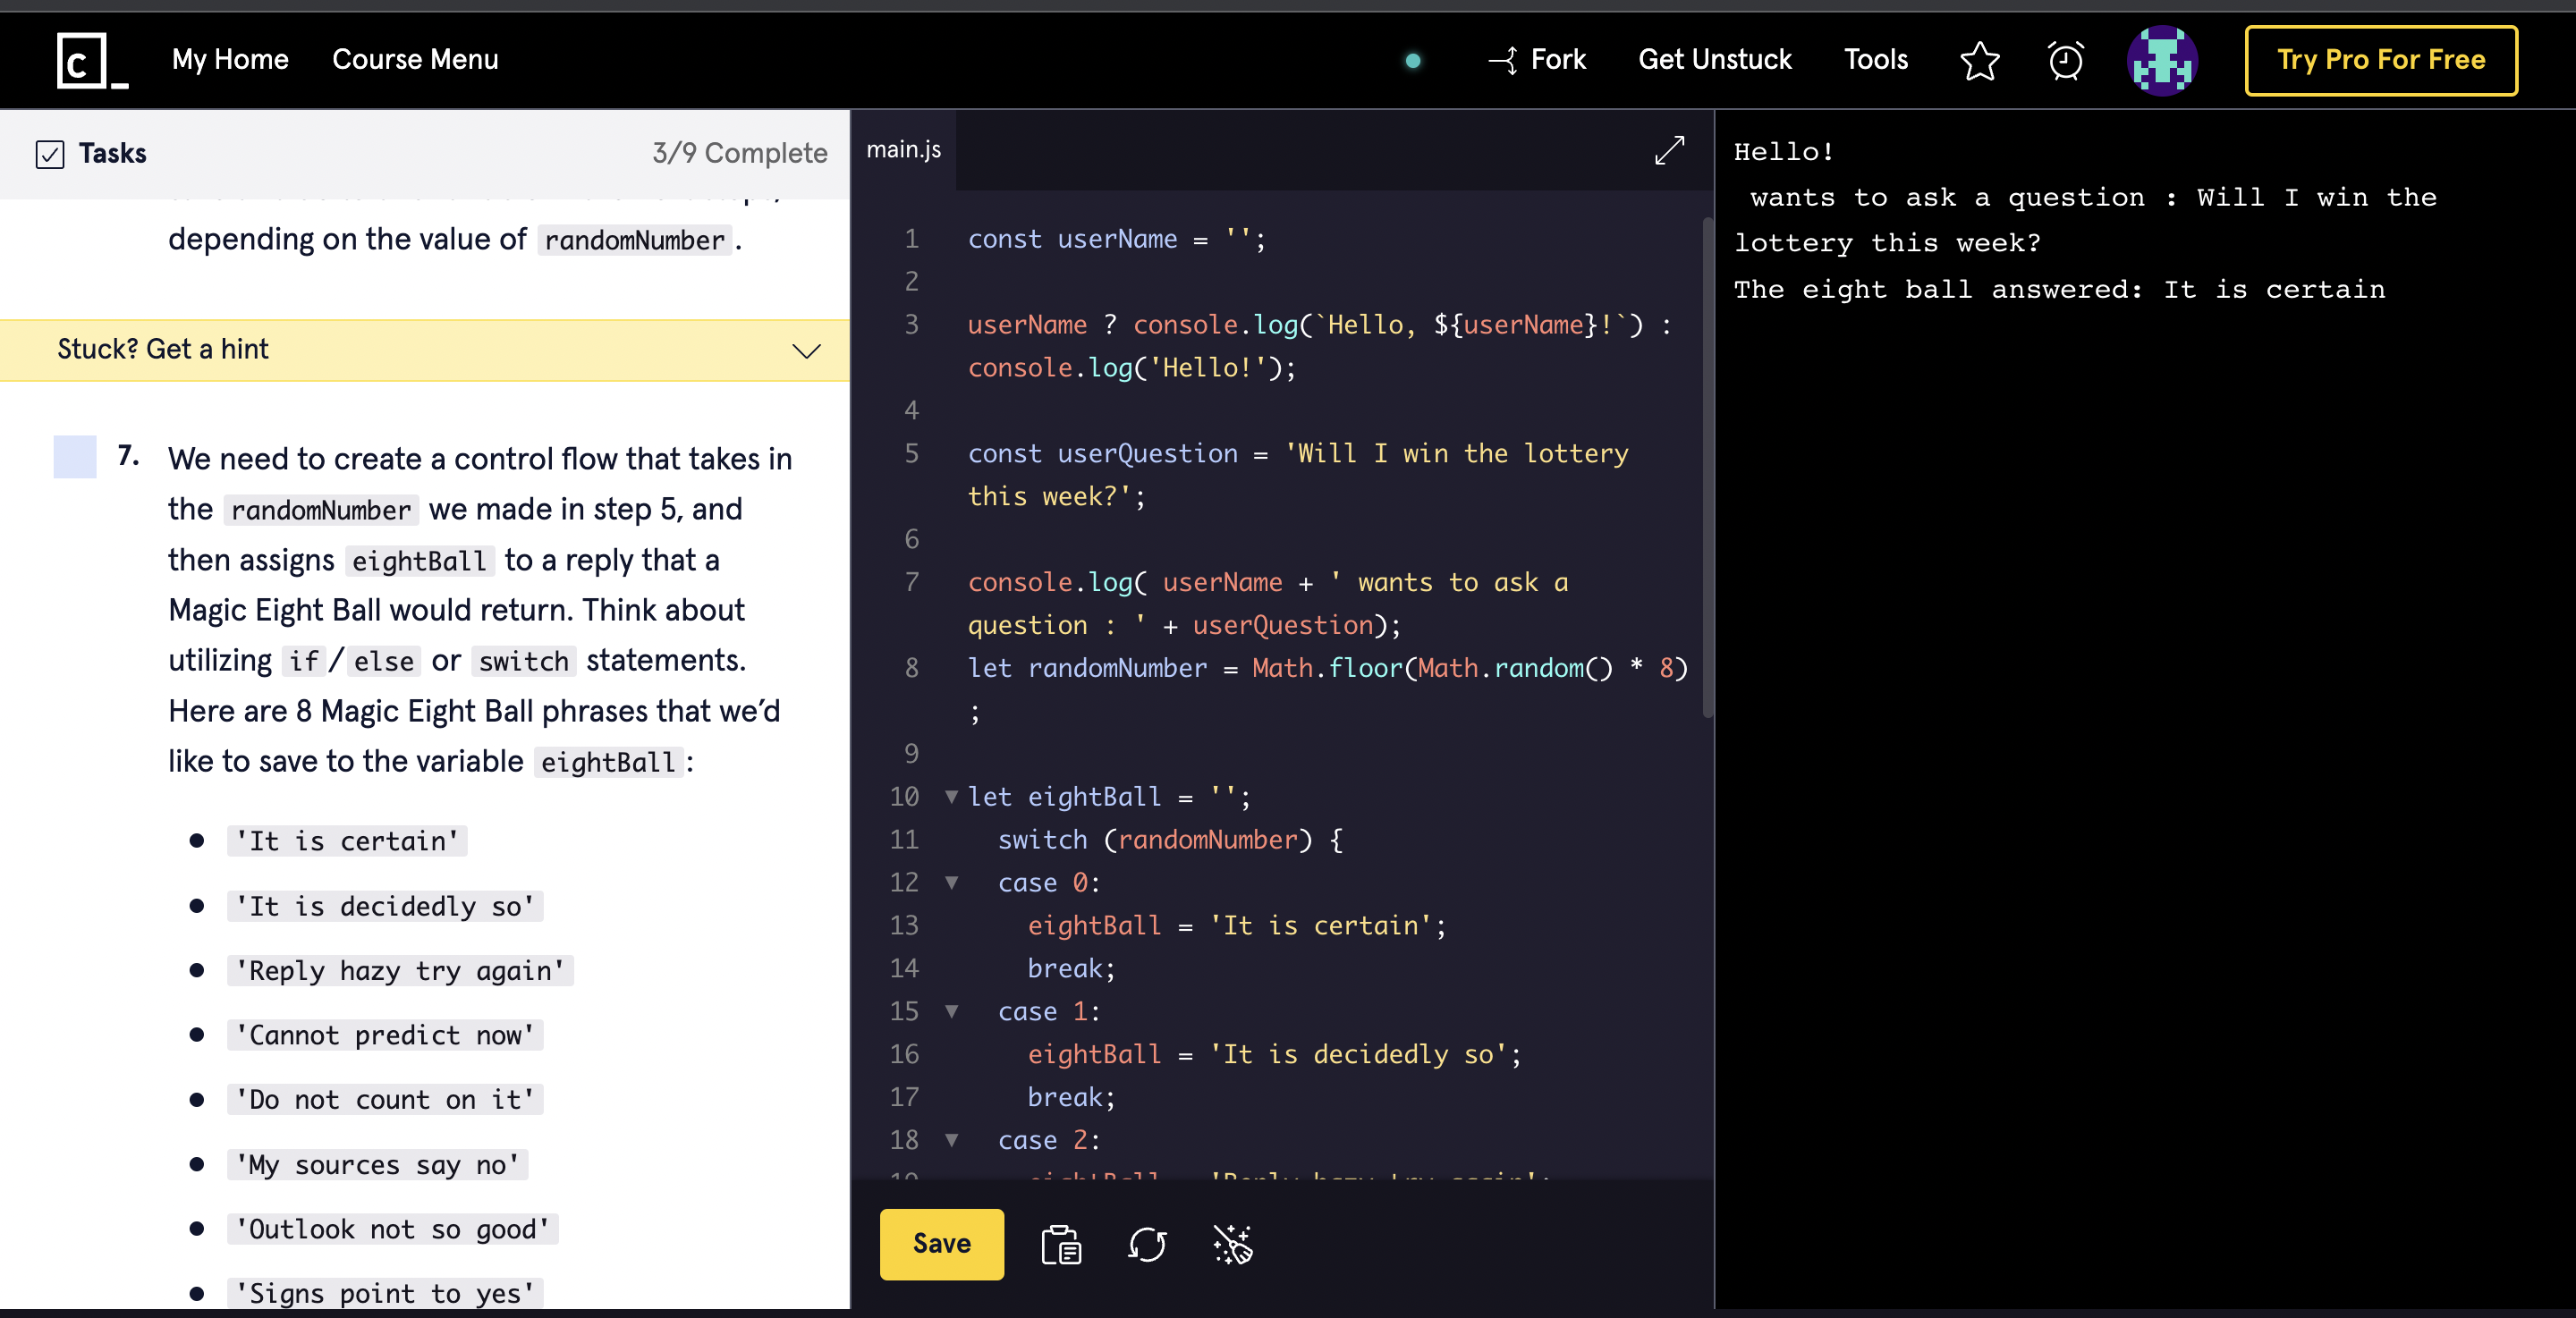 My Home Course Menu Fork Get Unstuck Tools Try Pro For Free
Tasks 3/9 Complete
depending on the value of randomNumber.
Stuck? Get a hint
7. We need to create a control flow that takes in
the randomNumber we made in step 5, and
then assigns eightBall to a reply that a
Magic Eight Ball would return. Think about
utilizing if/else or switch statements.
Here are 8 Magic Eight Ball phrases that we’d
like to save to the variable eightBall:
'It is certain'
'It is decidedly so'
'Reply hazy try again'
'Cannot predict now'
'Do not count on it'
'My sources say no'
'Outlook not so good'
'Signs point to yes'
main.js
1 const userName = '';
2
3 userName ? console.log(`Hello, ${userName}!`) :
console.log('Hello!');
4
5 const userQuestion = 'Will I win the lottery
this week?';
6
7 console.log( userName + ' wants to ask a
question : ' + userQuestion);
8 let randomNumber = Math.floor(Math.random() * 8)
;
9
10 let eightBall = '';
11 switch (randomNumber) {
12 case 0:
13 eightBall = 'It is certain';
14 break;
15 case 1:
16 eightBall = 'It is decidedly so';
17 break;
18 case 2:
19 eightBall = 'Reply hazy try again';
Save
Hello!
wants to ask a question : Will I win the
lottery this week?
The eight ball answered: It is certain